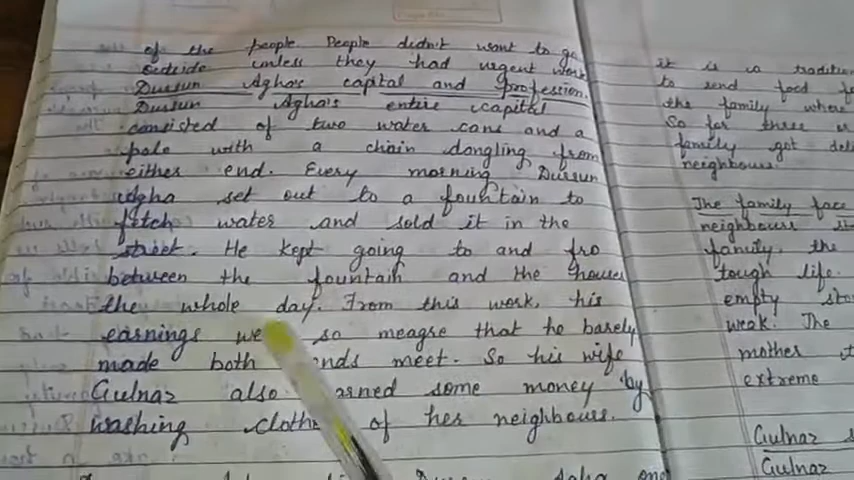 of the people. People didn't want to go
outside unless they had urgent work.
Dursun Agha's capital and Profession.
Dursun Agha's entire capital
consisted of two water cans and a
pole with a chain dangling from
either end. Every morning Dursun
Agha set out to a fountain to
fetch water and sold it in the
street. He kept going to and fro
between the fountain and the houses
the whole day. From this work, his
earnings so meagre that he barely
made both ends meet. So his wife
Gulnaz also earned some money by
washing clothes of her neighbours.
it is a tradition
to send food
the family where
So for three
family got
neighbours.
The family face
neighbours
family, the
tough life.
empty
weak. The
mother
extreme
Gulnaz
Gulnaz